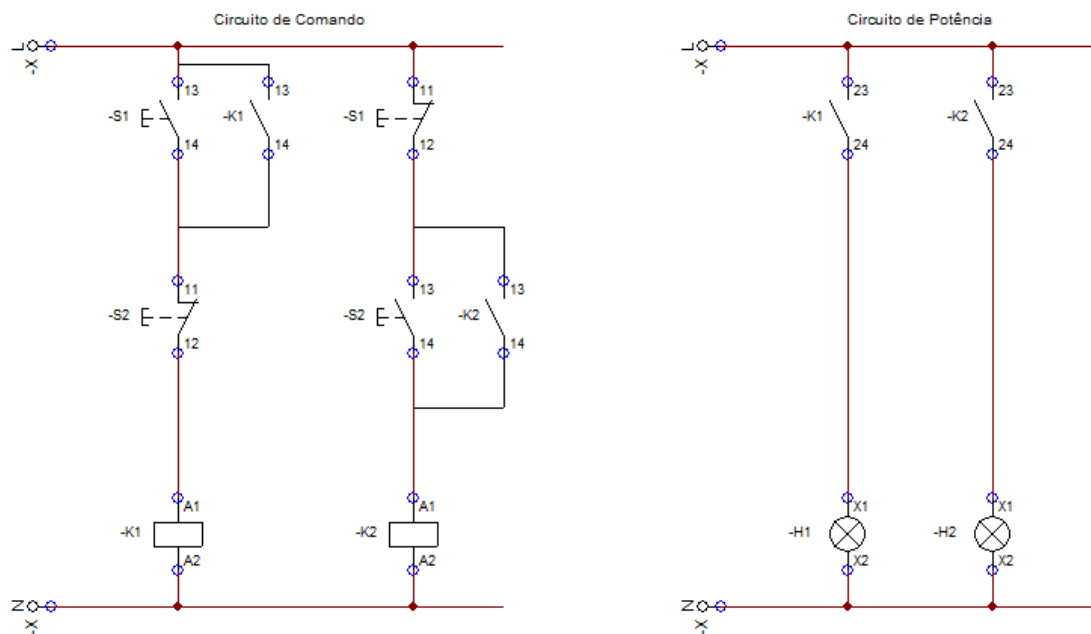 Circuito de Comando
Circuito de Potência
L
-X
L
-X
13
13
11
23
23
-S1
-K1
-S1
-K1
-K2
14
14
12
24
24
11
13
13
-S2
-S2
-K2
12
14
14
A1
A1
X1
X1
-K1
-K2
-H1
-H2
A2
A2
X2
X2
N
-X
N
-X